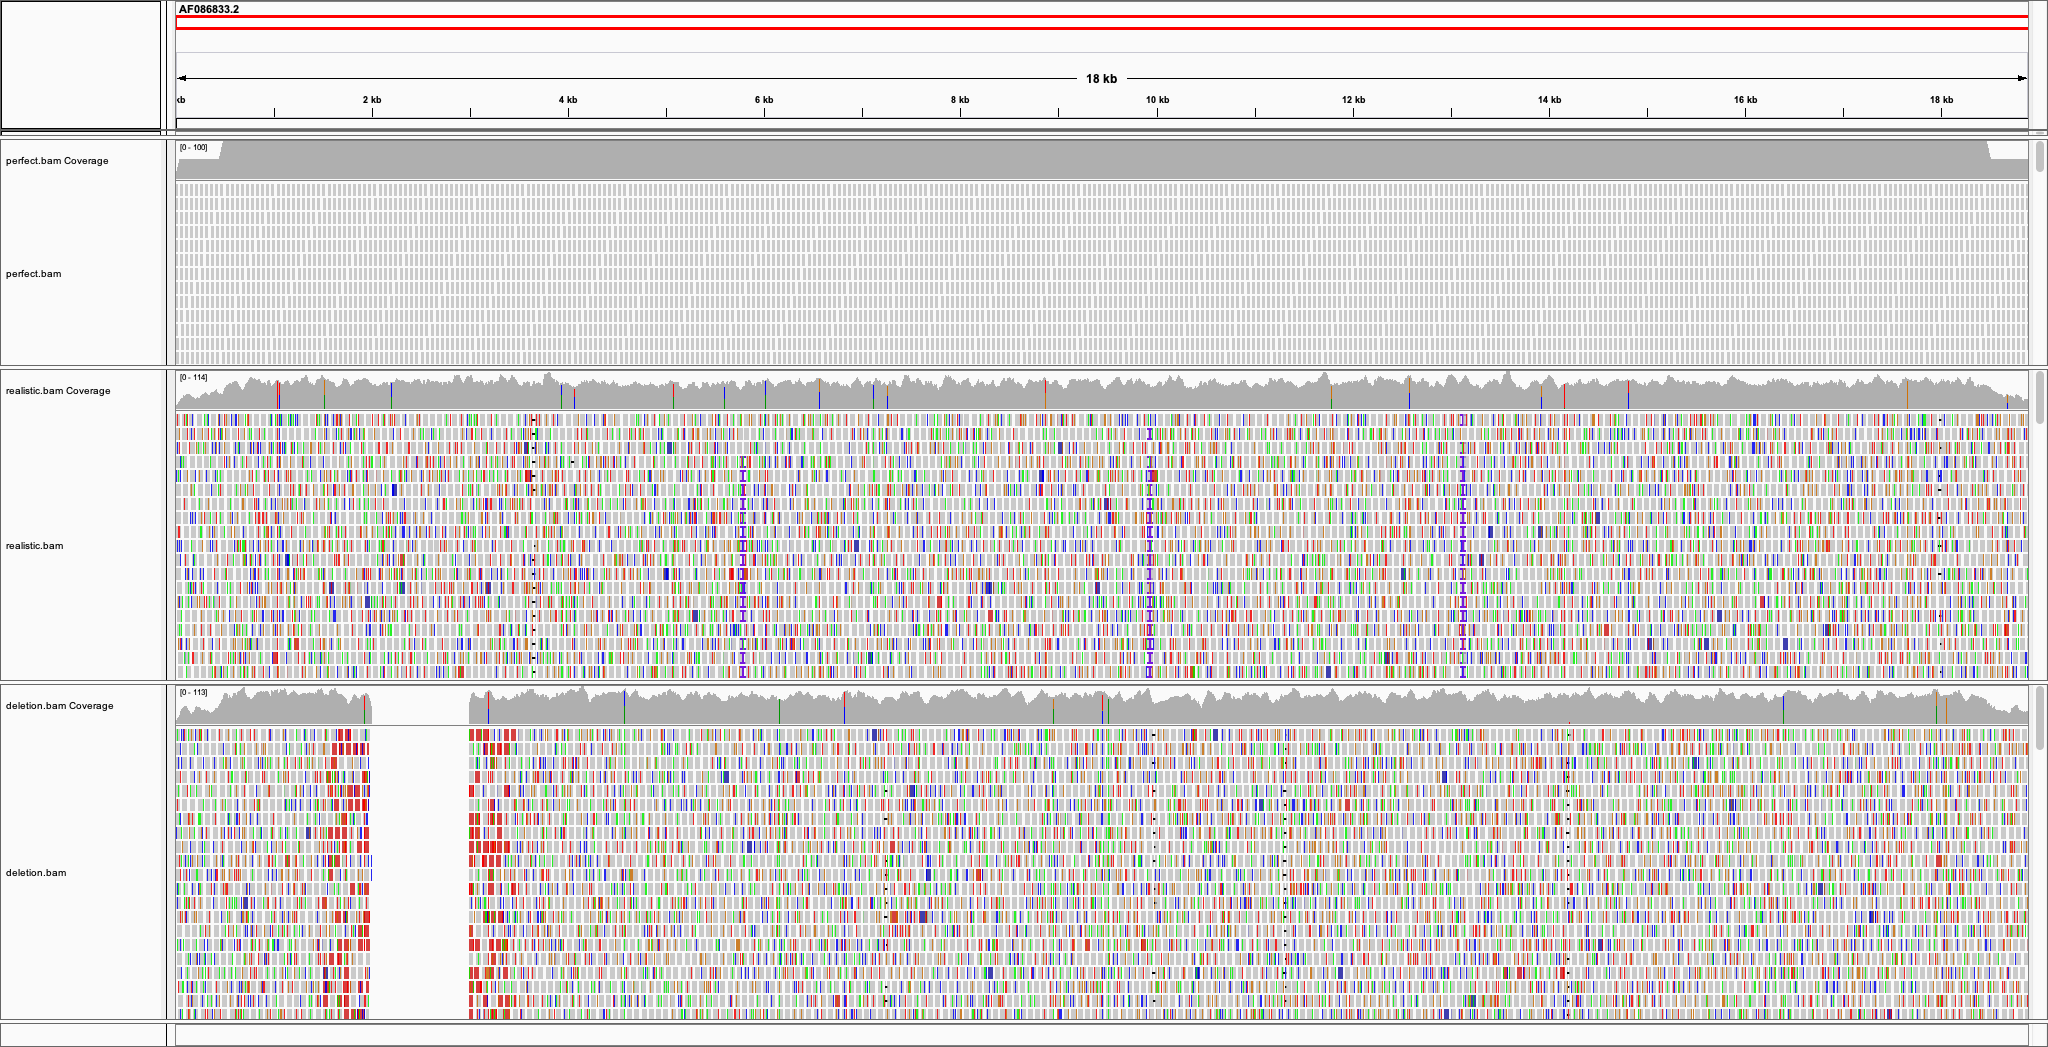 AF086833.2
18 kb
kb 2 kb 4 kb 6 kb 8 kb 10 kb 12 kb 14 kb 16 kb 18 kb
perfect.bam Coverage [0 - 100]
perfect.bam
realistic.bam Coverage [0 - 114]
realistic.bam
deletion.bam Coverage [0 - 113]
deletion.bam